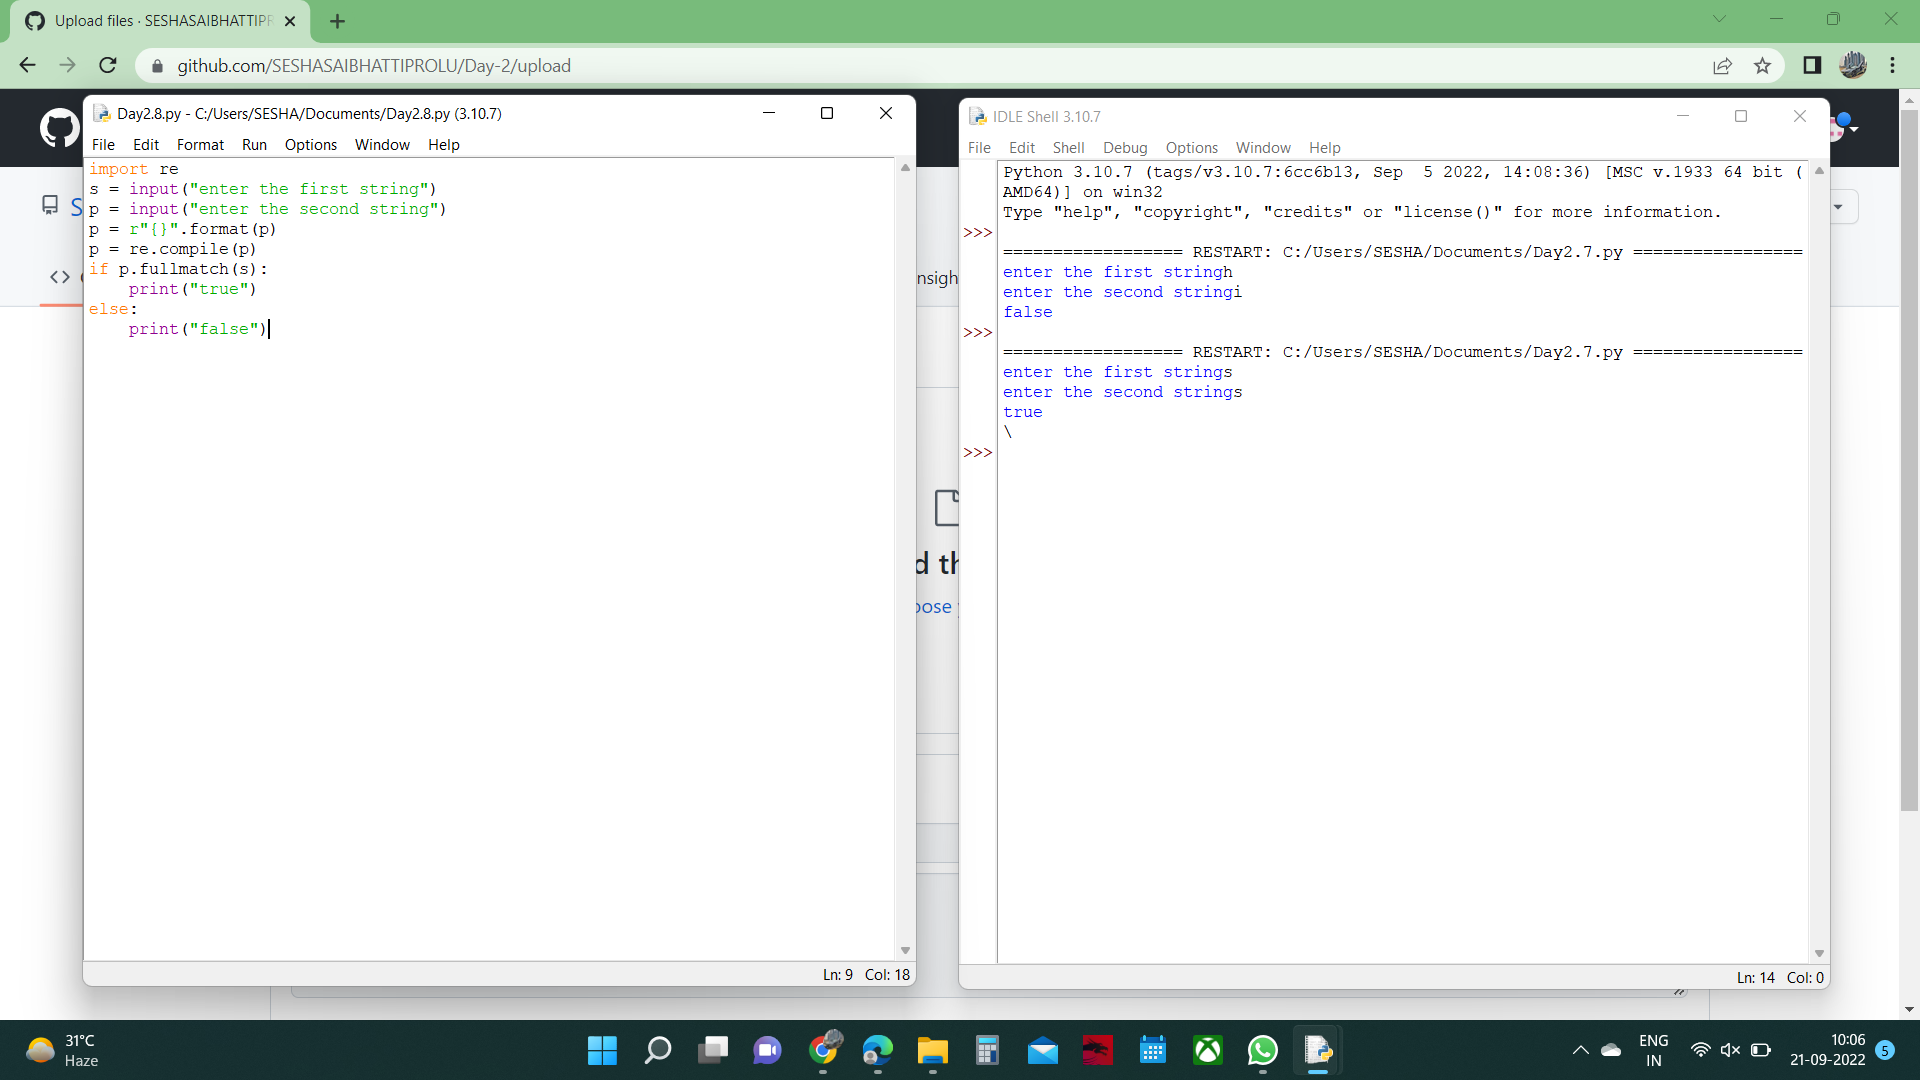 Upload files · SESHASAIBHATTIPR
github.com/SESHASAIBHATTIPROLU/Day-2/upload
Day2.8.py - C:/Users/SESHA/Documents/Day2.8.py (3.10.7)
File Edit Format Run Options Window Help
import re
s = input("enter the first string")
p = input("enter the second string")
p = r"{}".format(p)
p = re.compile(p)
if p.fullmatch(s):
    print("true")
else:
    print("false")
Ln: 9 Col: 18
S
<>
nsigh
d th
oose
IDLE Shell 3.10.7
File Edit Shell Debug Options Window Help
Python 3.10.7 (tags/v3.10.7:6cc6b13, Sep  5 2022, 14:08:36) [MSC v.1933 64 bit (
AMD64)] on win32
Type "help", "copyright", "credits" or "license()" for more information.
>>>
================== RESTART: C:/Users/SESHA/Documents/Day2.7.py =================
enter the first stringh
enter the second stringi
false
>>>
================== RESTART: C:/Users/SESHA/Documents/Day2.7.py =================
enter the first strings
enter the second strings
true
\
>>>
Ln: 14 Col: 0
31°C
Haze
ENG
IN
10:06
21-09-2022
5